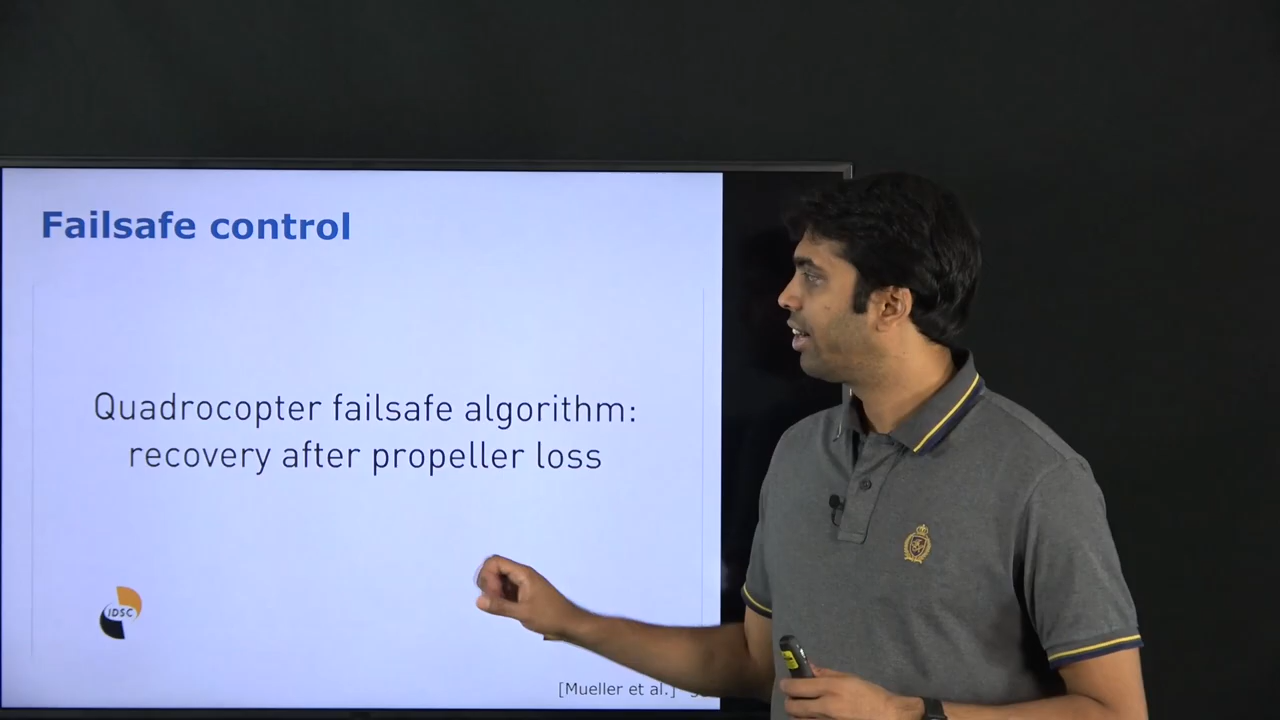 Failsafe control
Quadrocopter failsafe algorithm:
recovery after propeller loss
IDSC
[Mueller et al.]